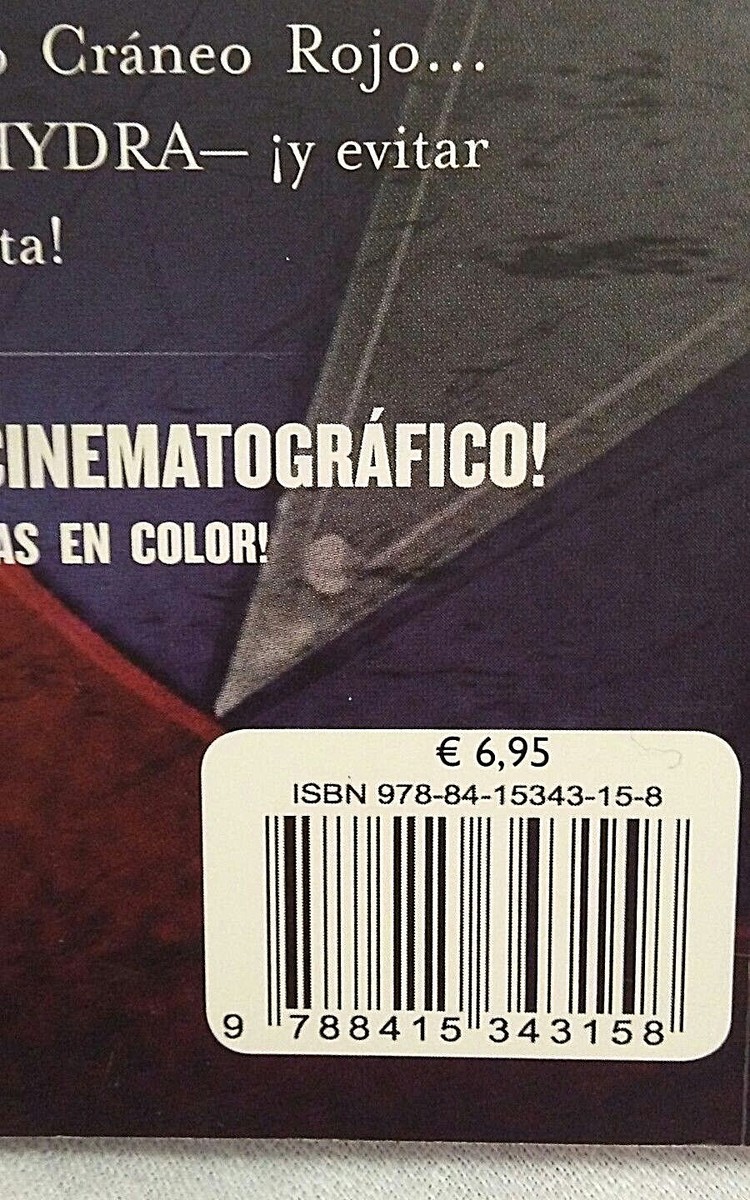 Cráneo Rojo...
HYDRA— ¡y evitar
ta!
CINEMATOGRÁFICO!
AS EN COLOR!
€ 6,95
ISBN 978-84-15343-15-8
9 788415 343158